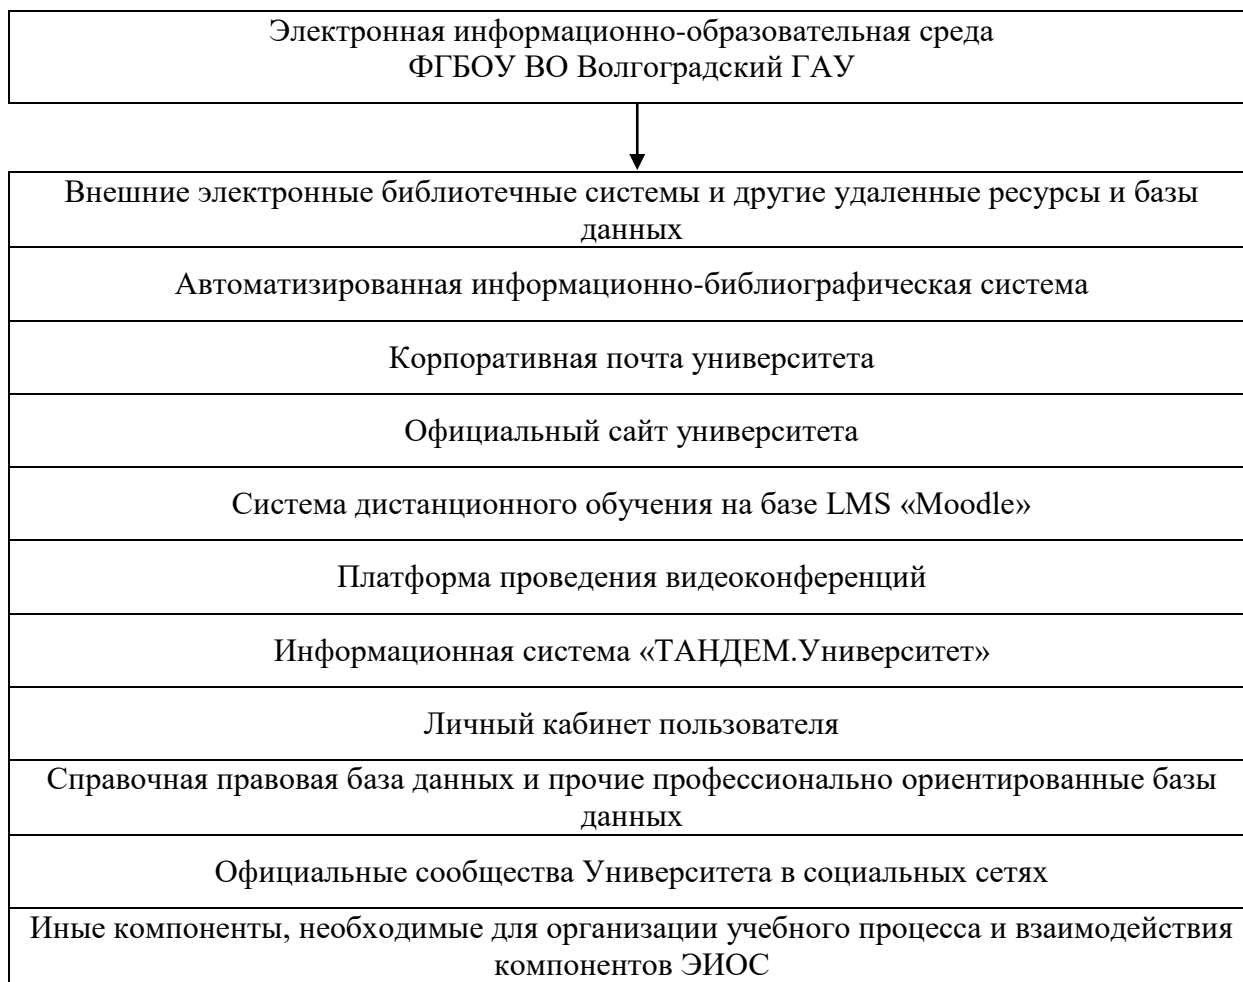 Электронная информационно-образовательная среда
ФГБОУ ВО Волгоградский ГАУ
Внешние электронные библиотечные системы и другие удаленные ресурсы и базы
данных
Автоматизированная информационно-библиографическая система
Корпоративная почта университета
Официальный сайт университета
Система дистанционного обучения на базе LMS «Moodle»
Платформа проведения видеоконференций
Информационная система «ТАНДЕМ.Университет»
Личный кабинет пользователя
Справочная правовая база данных и прочие профессионально ориентированные базы
данных
Официальные сообщества Университета в социальных сетях
Иные компоненты, необходимые для организации учебного процесса и взаимодействия
компонентов ЭИОС